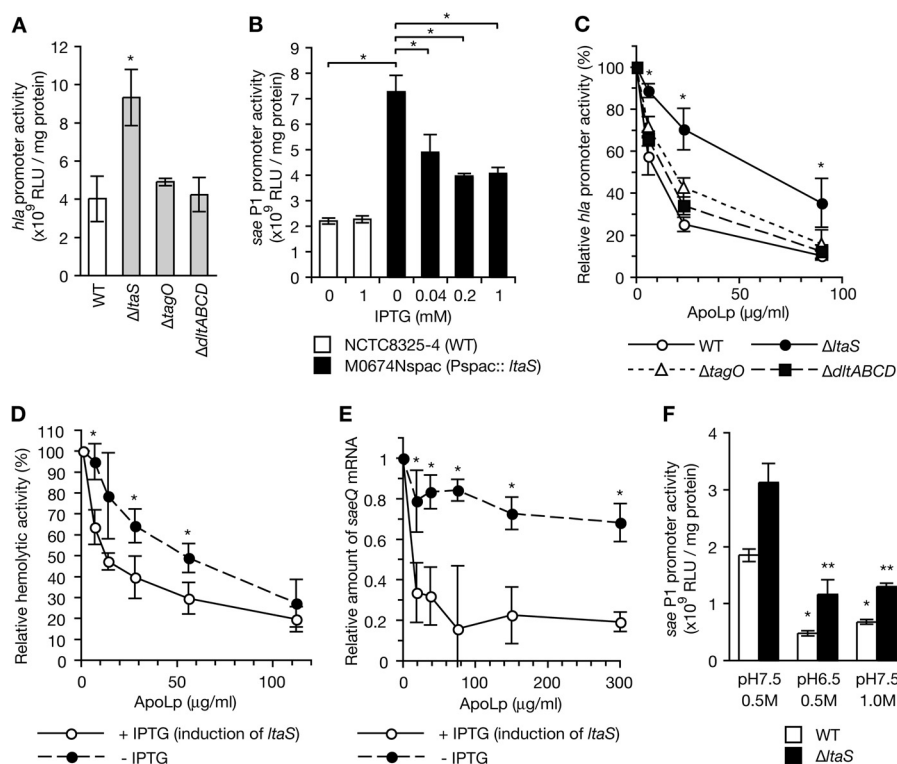 A
hla promoter activity
(x10^9 RLU / mg protein)
12
10
8
6
4
2
0
*
WT
ΔltaS
ΔtagO
ΔdltABCD
B
sae P1 promoter activity
(x10^9 RLU / mg protein)
9
8
7
6
5
4
3
2
1
0
*
*
*
*
0 1 0 0.04 0.2 1
IPTG (mM)
NCTC8325-4 (WT)
M0674Nspac (Pspac:: ltaS)
C
Relative hla promoter activity (%)
100
80
60
40
20
0
* * *
0 50 100
ApoLp (μg/ml)
WT ΔltaS
ΔtagO ΔdltABCD
D
Relative hemolytic activity (%)
110
100
90
80
70
60
50
40
30
20
10
0
* * *
0 50 100
ApoLp (μg/ml)
+ IPTG (induction of ltaS)
- IPTG
E
Relative amount of saeQ mRNA
1
0.8
0.6
0.4
0.2
0
* * * * *
0 100 200 300
ApoLp (μg/ml)
+ IPTG (induction of ltaS)
- IPTG
F
sae P1 promoter activity
(x10^9 RLU / mg protein)
4
3
2
1
0
* ** * **
pH7.5 pH6.5 pH7.5
0.5M 0.5M 1.0M
WT
ΔltaS